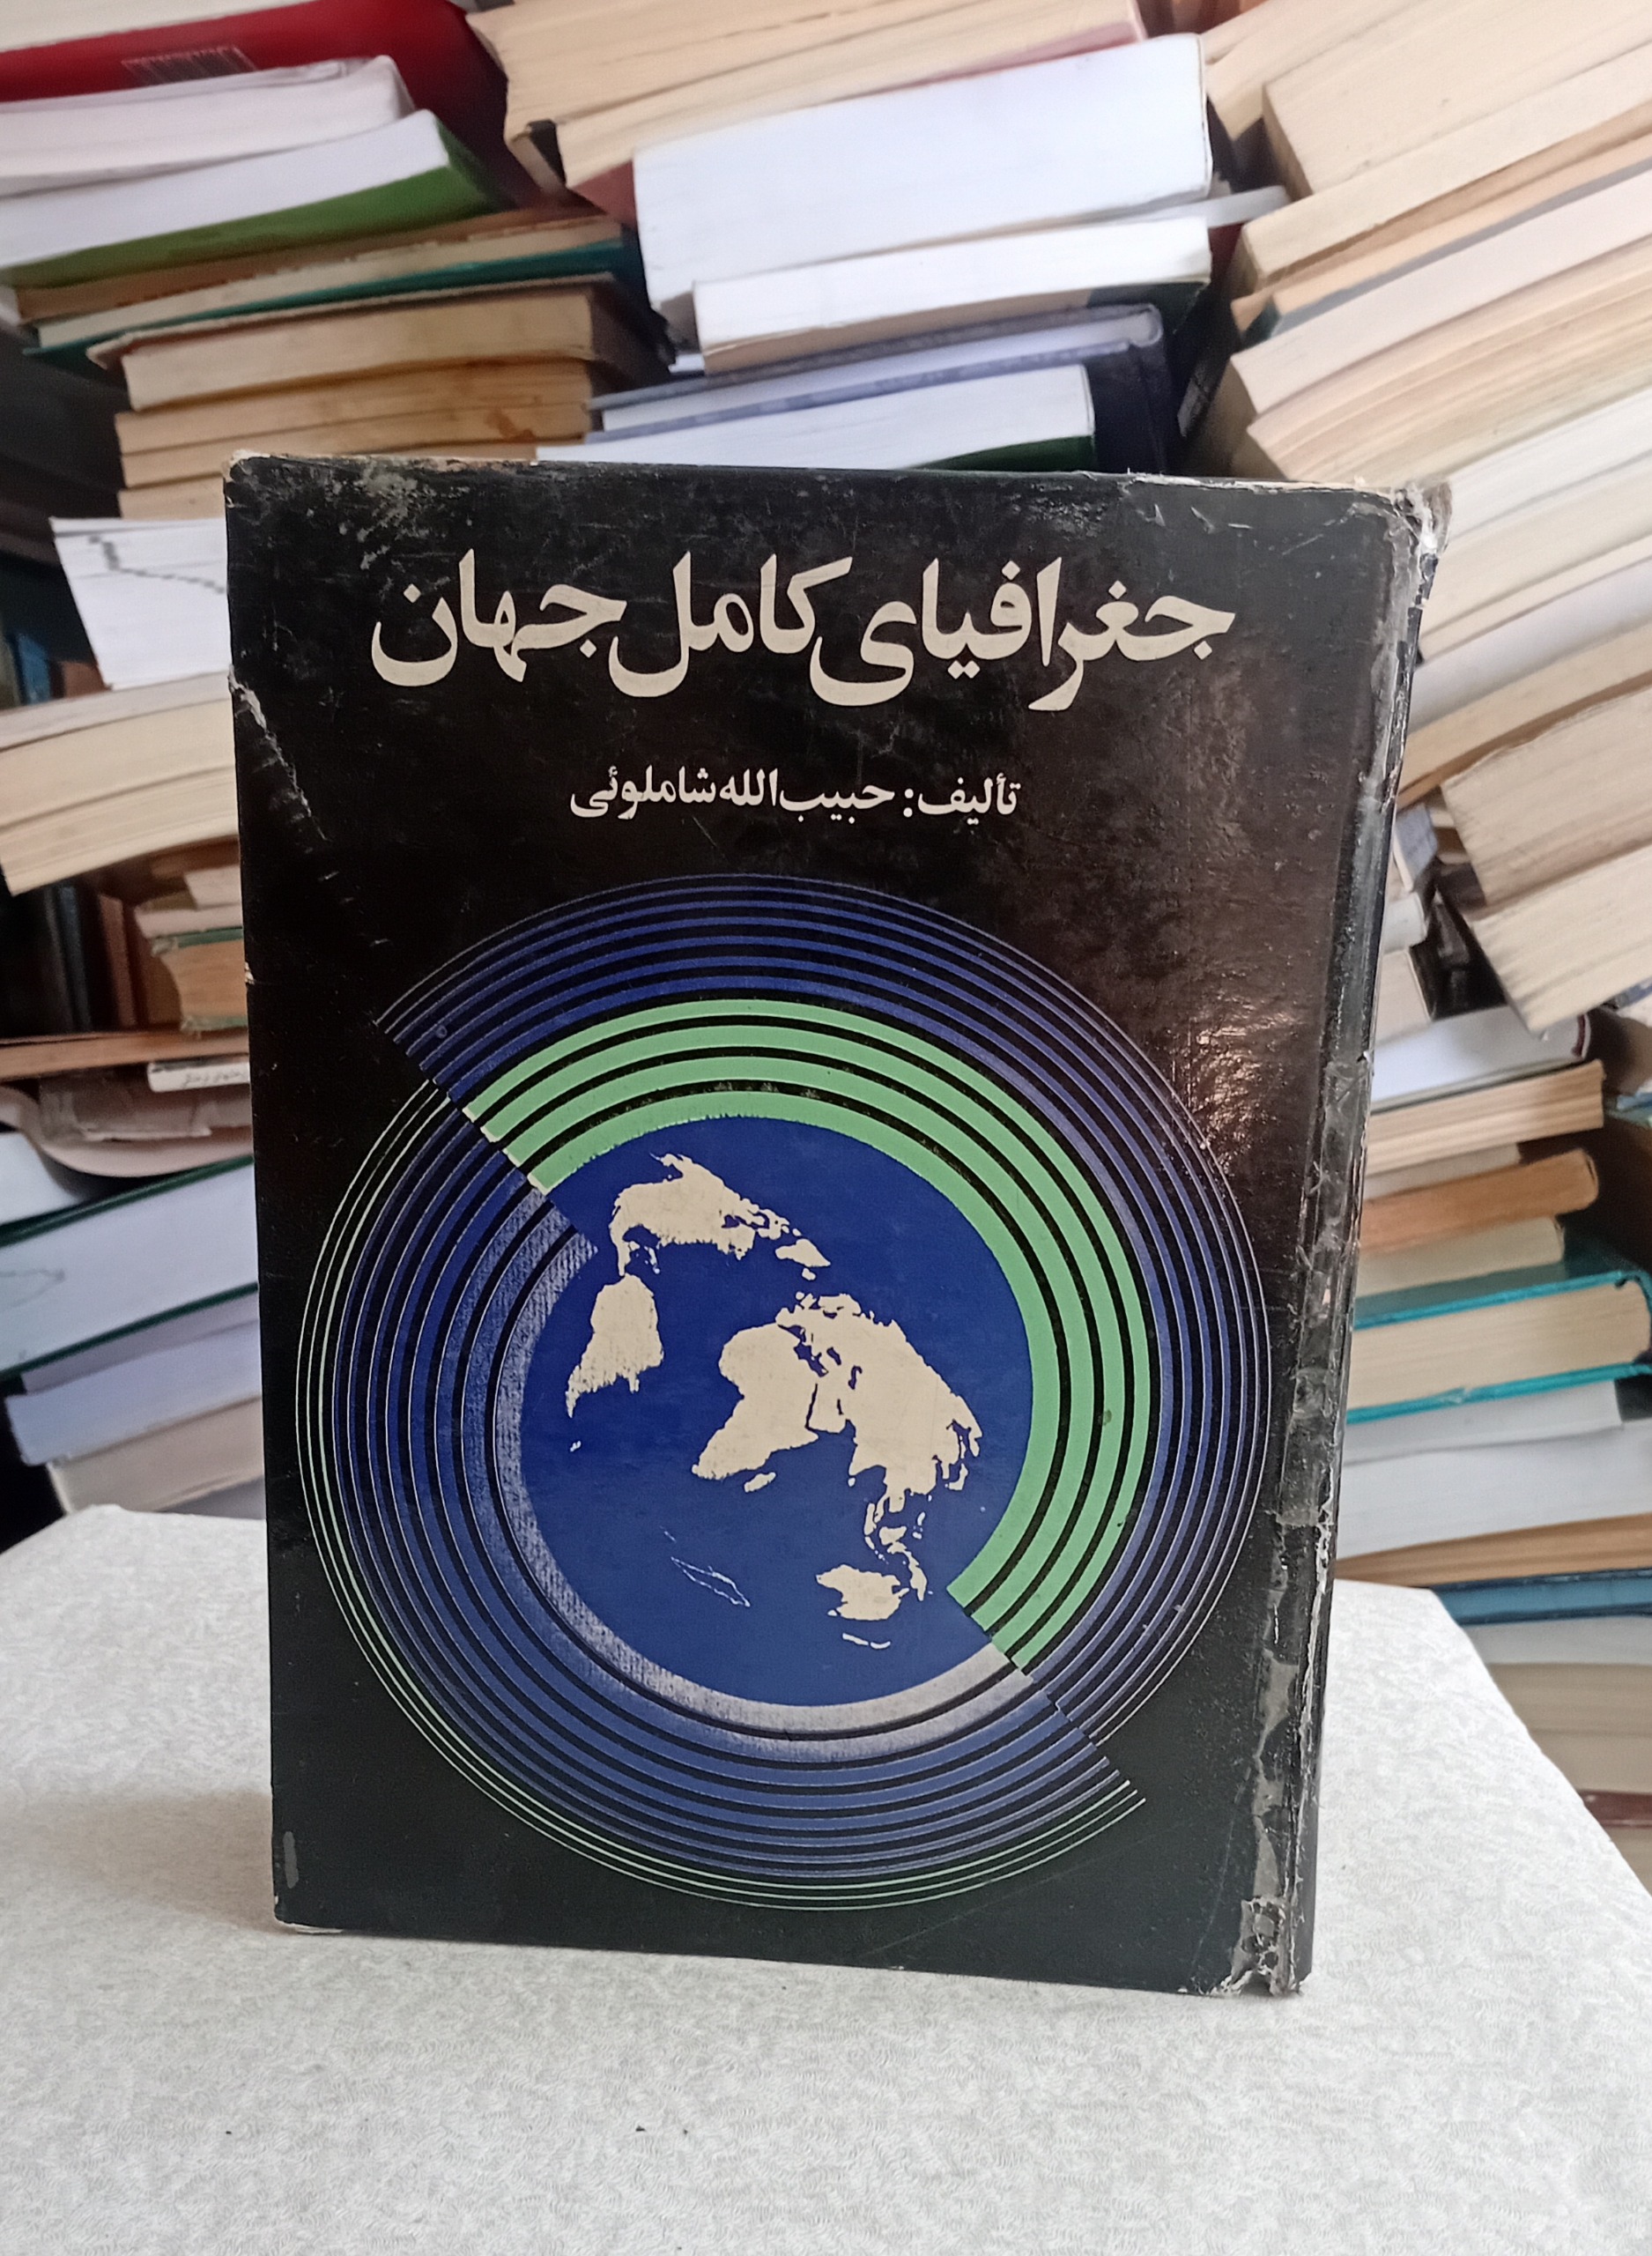 جغرافیای کامل جهان
تألیف: حبیب‌الله شاملوئی